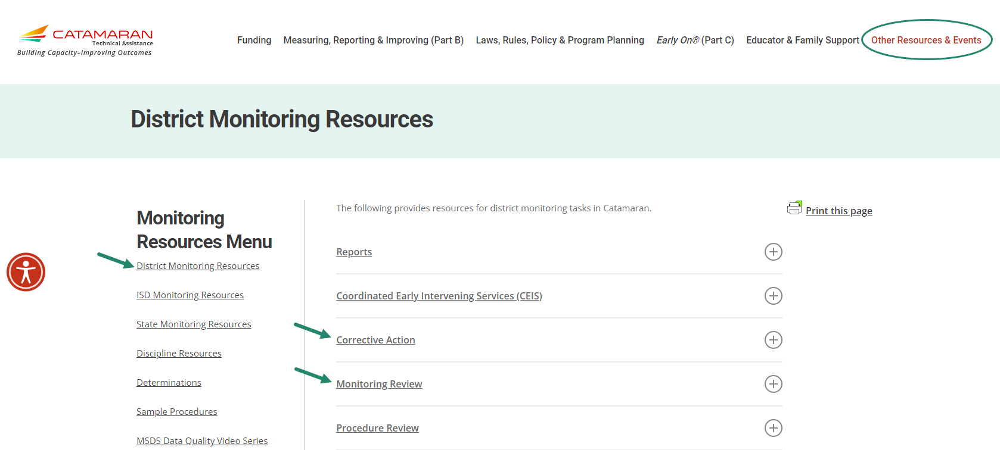 CATAMARAN
Technical Assistance
Building Capacity–Improving Outcomes
Funding
Measuring, Reporting & Improving (Part B)
Laws, Rules, Policy & Program Planning
Early On® (Part C)
Educator & Family Support
Other Resources & Events
District Monitoring Resources
Monitoring
Resources Menu
District Monitoring Resources
ISD Monitoring Resources
State Monitoring Resources
Discipline Resources
Determinations
Sample Procedures
MSDS Data Quality Video Series
The following provides resources for district monitoring tasks in Catamaran.
Reports
Coordinated Early Intervening Services (CEIS)
Corrective Action
Monitoring Review
Procedure Review
Print this page